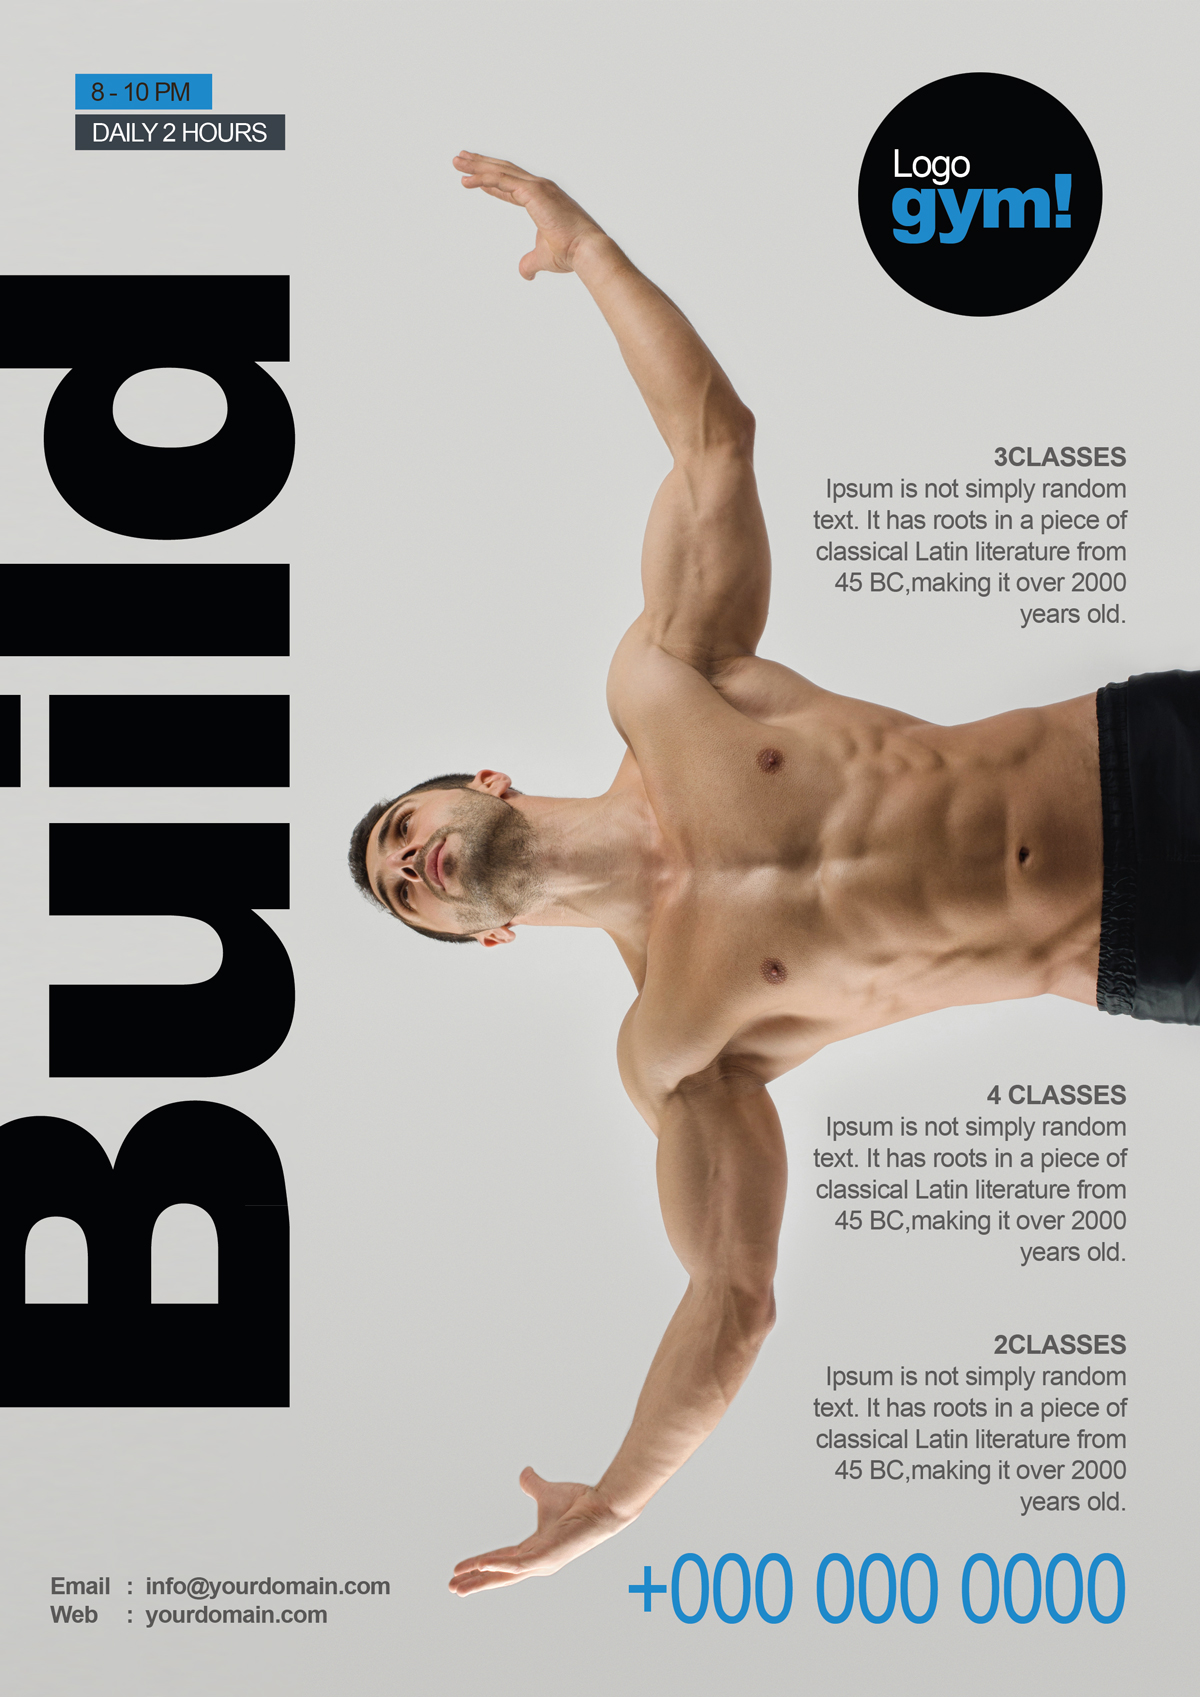 8 - 10 PM
DAILY 2 HOURS
Logo
gym!
Build
3CLASSES
Ipsum is not simply random
text. It has roots in a piece of
classical Latin literature from
45 BC,making it over 2000
years old.
4 CLASSES
Ipsum is not simply random
text. It has roots in a piece of
classical Latin literature from
45 BC,making it over 2000
years old.
2CLASSES
Ipsum is not simply random
text. It has roots in a piece of
classical Latin literature from
45 BC,making it over 2000
years old.
Email : info@yourdomain.com
Web : yourdomain.com
+000 000 0000